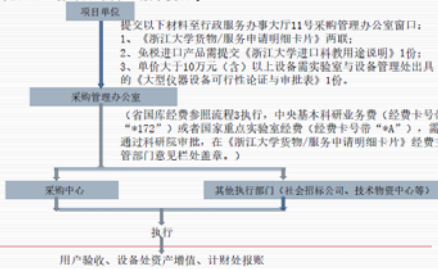 项目单位
提交以下材料至行政服务办事大厅11号采购管理办公室窗口:
1、《浙江大学货物/服务申请明细卡片》两联;
2、免税进口产品需提交《浙江大学进口科教用途说明》1份;
3、单价大于10万元（含）以上设备需实验室与设备管理处出具
的《大型仪器设备可行性论证与审批表》1份。
采购管理办公室
（省国库经费参照流程3执行，中央基本科研业务费（经费卡号
“*172”）或者国家重点实验室经费（经费卡号带“*A”），需
通过科研院审批，在《浙江大学货物/服务申请明细卡片》经费主
管部门意见栏处盖章。）
采购中心
其他执行部门（社会招标公司、技术物资中心等）
执行
用户验收、设备处资产增值、计财处报账